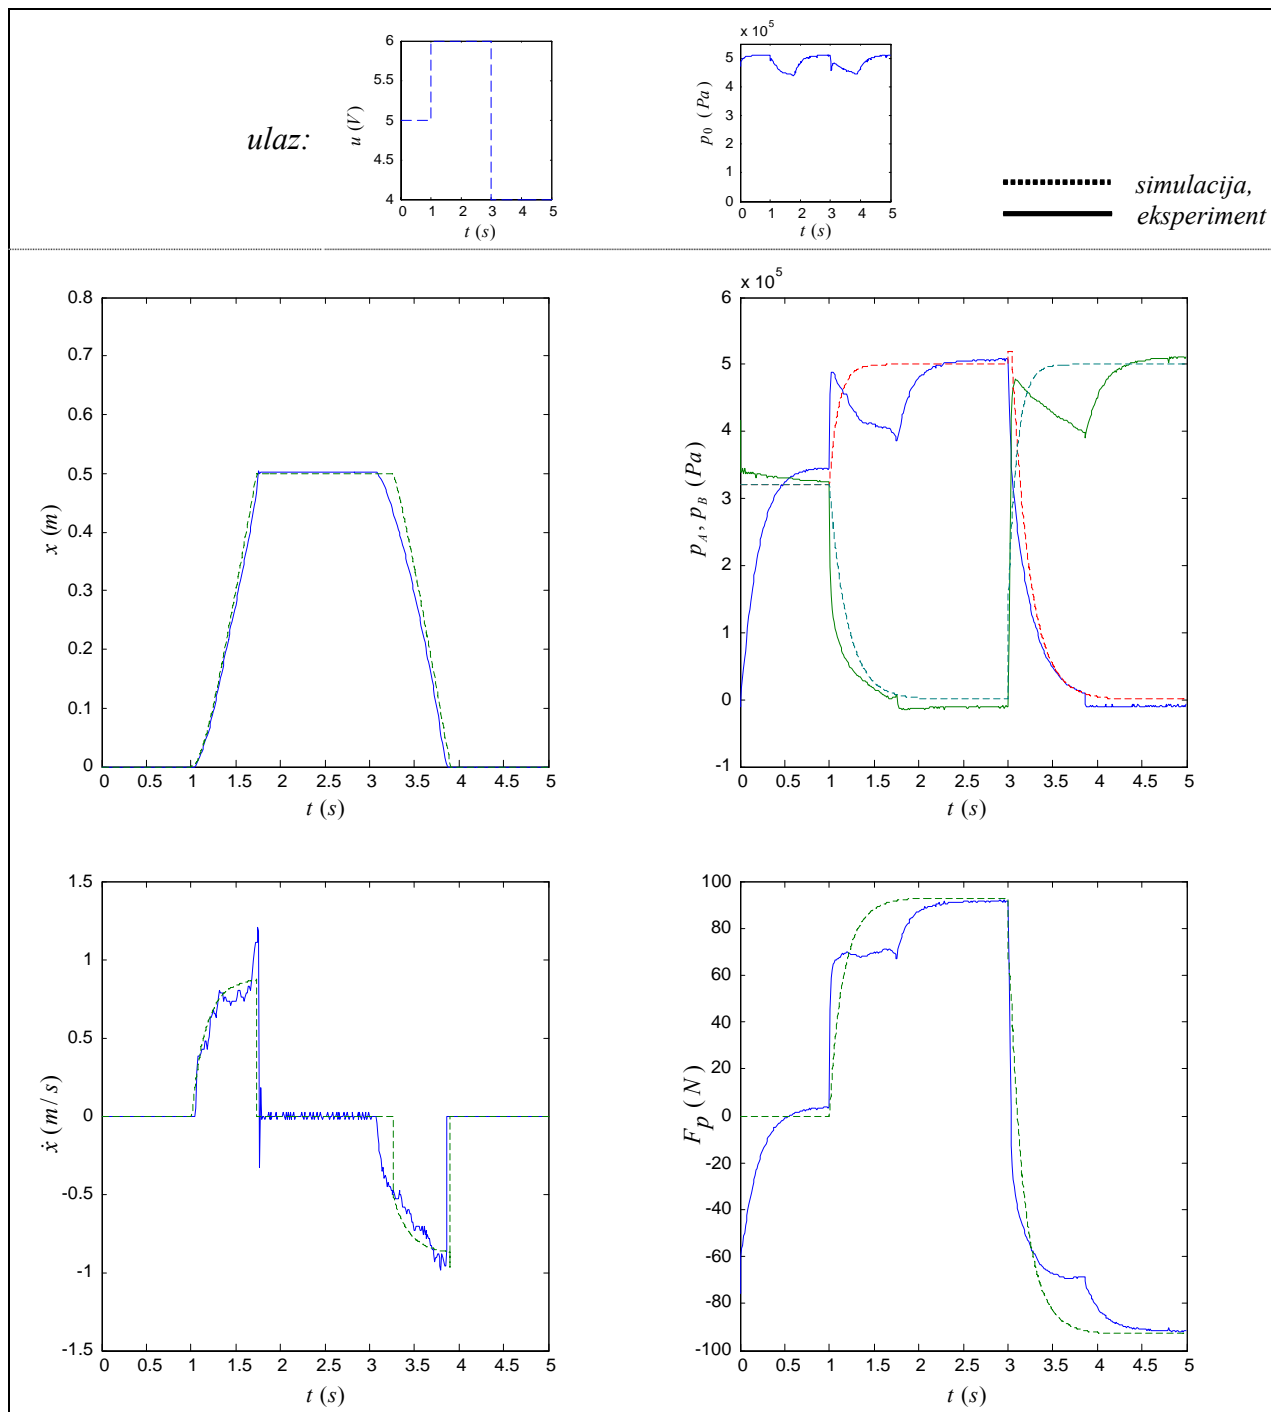 ulaz:
6
5.5
5
4.5
4
u (V)
0 1 2 3 4 5
t (s)
x 10^5
5
4
3
2
1
0
p_0 (Pa)
0 1 2 3 4 5
t (s)
simulacija,
eksperiment
0.8
0.7
0.6
0.5
0.4
0.3
0.2
0.1
0
x (m)
0 0.5 1 1.5 2 2.5 3 3.5 4 4.5 5
t (s)
x 10^5
6
5
4
3
2
1
0
-1
p_A, p_B (Pa)
0 0.5 1 1.5 2 2.5 3 3.5 4 4.5 5
t (s)
1.5
1
0.5
0
-0.5
-1
-1.5
ẋ (m/s)
0 0.5 1 1.5 2 2.5 3 3.5 4 4.5 5
t (s)
100
80
60
40
20
0
-20
-40
-60
-80
-100
F_p (N)
0 0.5 1 1.5 2 2.5 3 3.5 4 4.5 5
t (s)